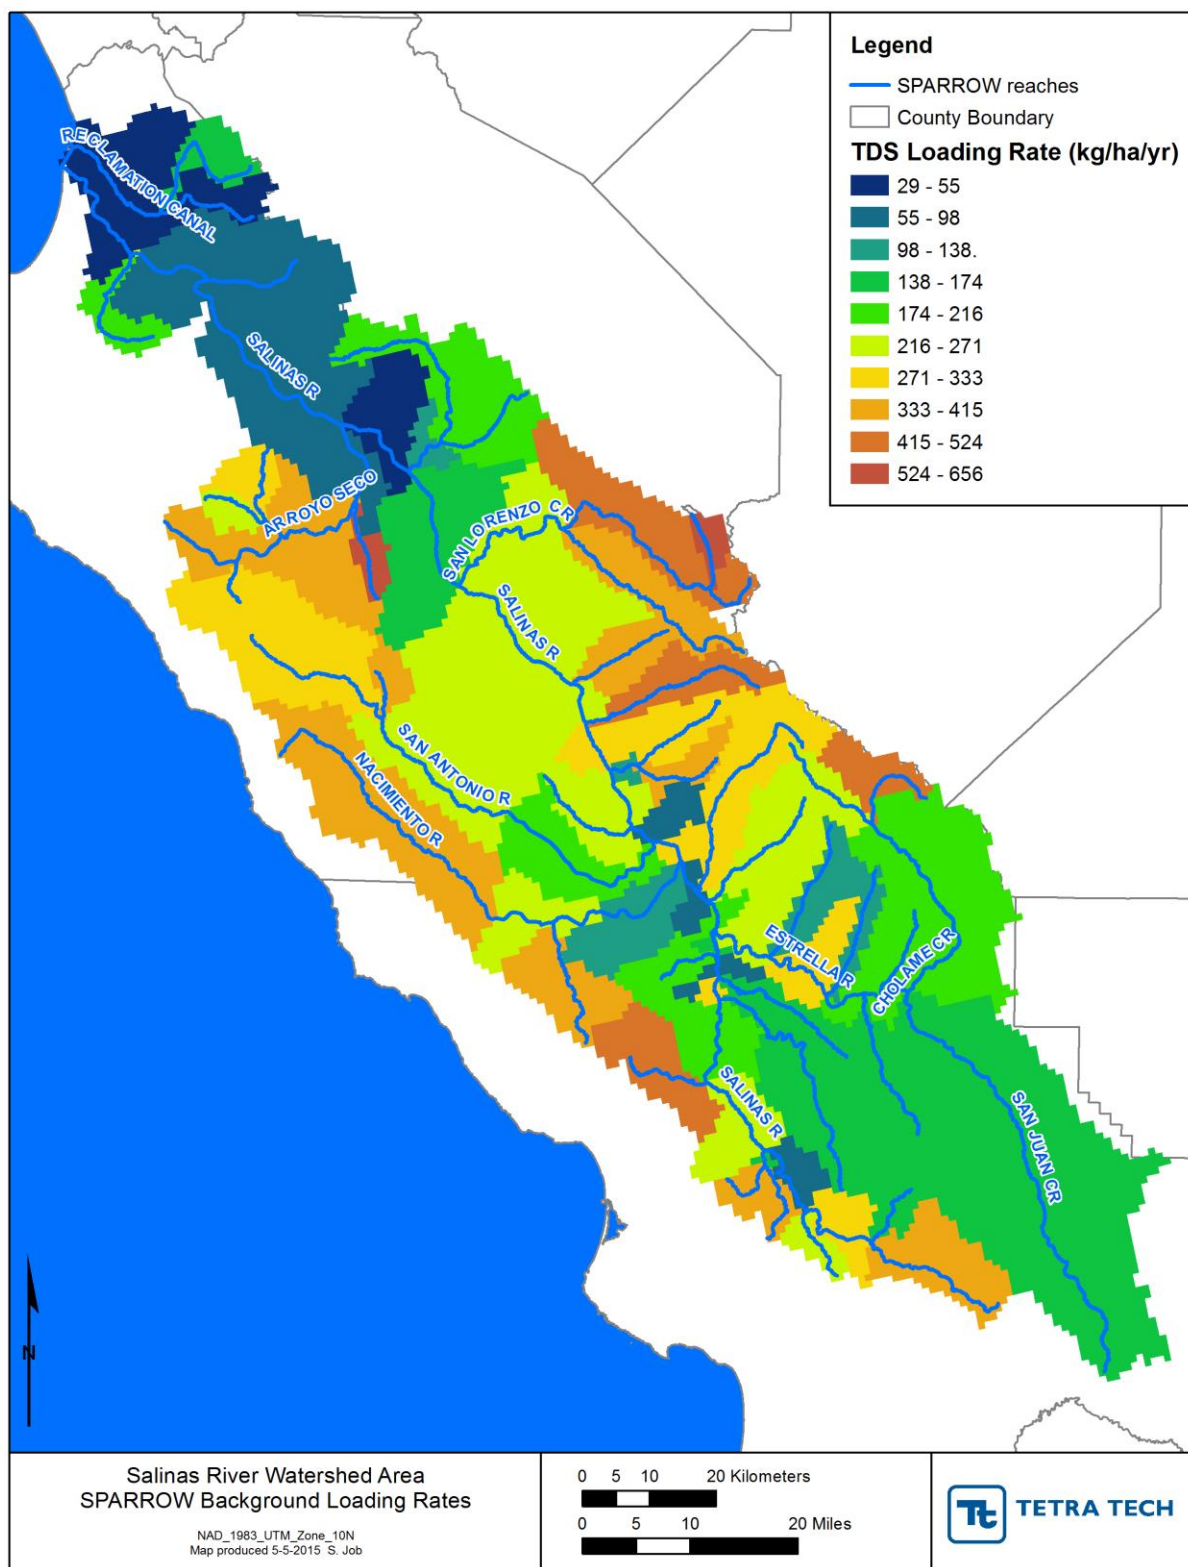 Legend
SPARROW reaches
County Boundary
TDS Loading Rate (kg/ha/yr)
29 - 55
55 - 98
98 - 138.
138 - 174
174 - 216
216 - 271
271 - 333
333 - 415
415 - 524
524 - 656
RECLAMATION CANAL
SALINAS R
ARROYO SECO
SAN LORENZO CR
SALINAS R
SAN ANTONIO R
NACIMIENTO R
ESTRELLA R
CHOLAME CR
SALINAS R
SAN JUAN CR
N
Salinas River Watershed Area
SPARROW Background Loading Rates
NAD_1983_UTM_Zone_10N
Map produced 5-5-2015 S. Job
0 5 10 20 Kilometers
0 5 10 20 Miles
Tt
TETRA TECH